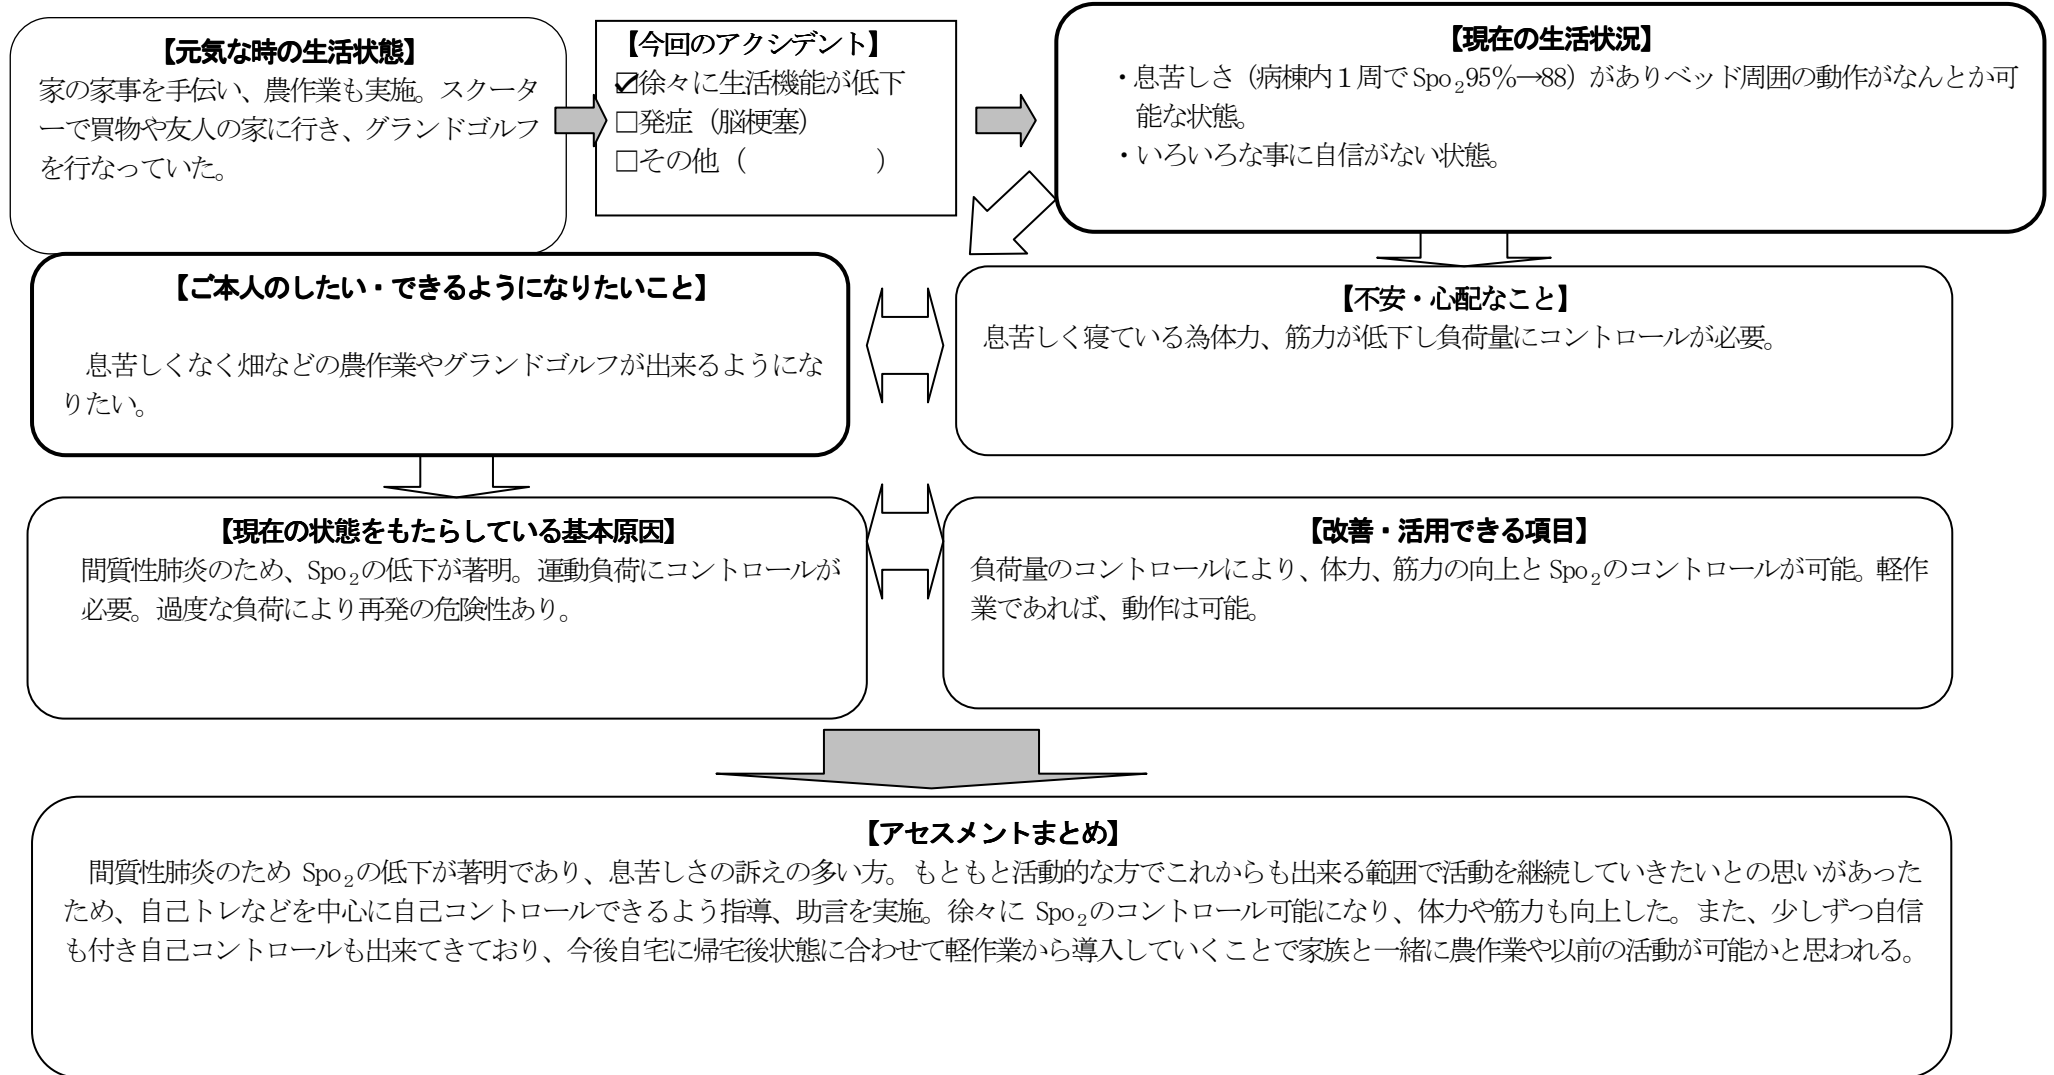 【元気な時の生活状態】
家の家事を手伝い、農作業も実施。スクータ
ーで買物や友人の家に行き、グランドゴルフ
を行なっていた。
【今回のアクシデント】
☑徐々に生活機能が低下
□発症（脳梗塞）
□その他（　　　　　）
【現在の生活状況】
・息苦しさ（病棟内１周でSpo₂95%→88）がありベッド周囲の動作がなんとか可
能な状態。
・いろいろな事に自信がない状態。
【ご本人のしたい・できるようになりたいこと】
息苦しくなく畑などの農作業やグランドゴルフが出来るようにな
りたい。
【不安・心配なこと】
息苦しく寝ている為体力、筋力が低下し負荷量にコントロールが必要。
【現在の状態をもたらしている基本原因】
間質性肺炎のため、Spo₂の低下が著明。運動負荷にコントロールが
必要。過度な負荷により再発の危険性あり。
【改善・活用できる項目】
負荷量のコントロールにより、体力、筋力の向上とSpo₂のコントロールが可能。軽作
業であれば、動作は可能。
【アセスメントまとめ】
間質性肺炎のため Spo₂の低下が著明であり、息苦しさの訴えの多い方。もともと活動的な方でこれからも出来る範囲で活動を継続していきたいとの思いがあった
ため、自己トレなどを中心に自己コントロールできるよう指導、助言を実施。徐々に Spo₂のコントロール可能になり、体力や筋力も向上した。また、少しずつ自信
も付き自己コントロールも出来てきており、今後自宅に帰宅後状態に合わせて軽作業から導入していくことで家族と一緒に農作業や以前の活動が可能かと思われる。